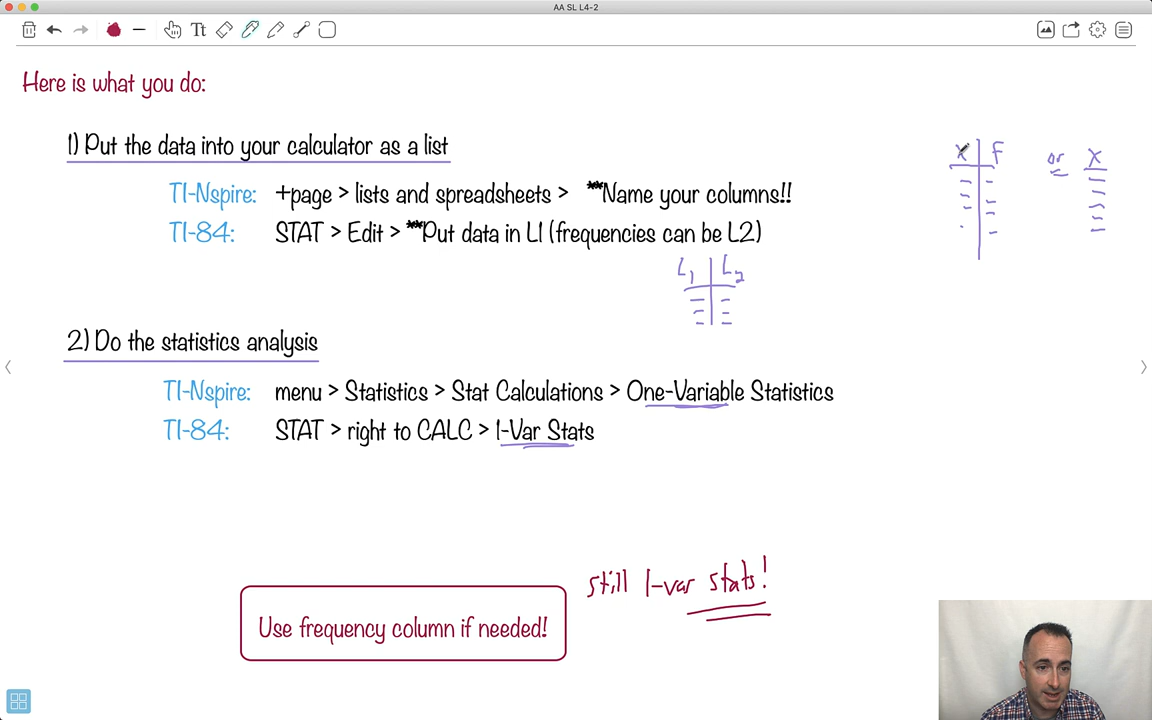 AA SL L4-2
Tt
Here is what you do:
1) Put the data into your calculator as a list
X F or X
TI-Nspire: +page > lists and spreadsheets > **Name your columns!!
TI-84: STAT > Edit > **Put data in L1 (frequencies can be L2)
L1 L2
2) Do the statistics analysis
TI-Nspire: menu > Statistics > Stat Calculations > One-Variable Statistics
TI-84: STAT > right to CALC > 1-Var Stats
still 1-var stats!
Use frequency column if needed!